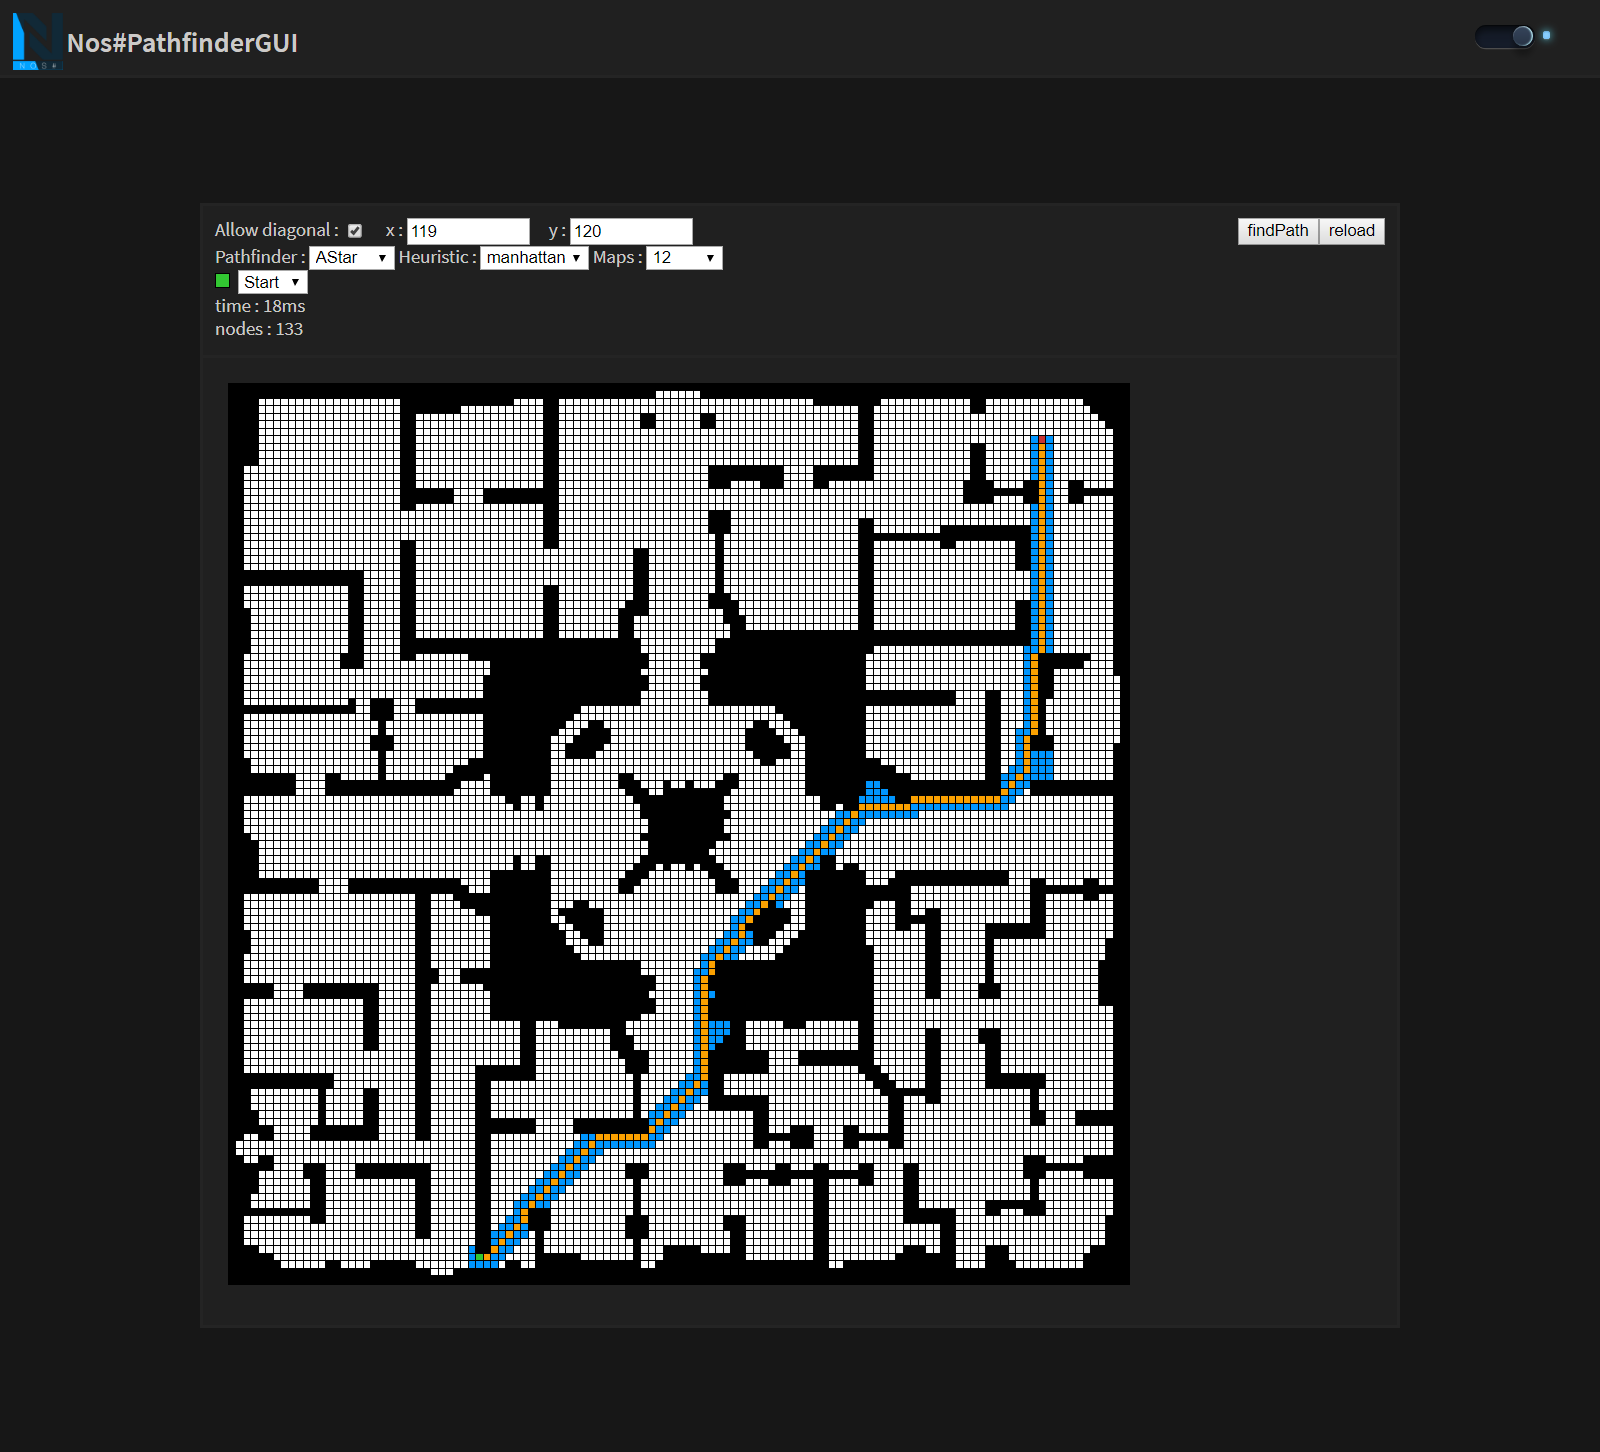 NOS#
Nos#PathfinderGUI
Allow diagonal : x : 119 y : 120 findPath reload
Pathfinder : AStar Heuristic : manhattan Maps : 12
Start
time : 18ms
nodes : 133